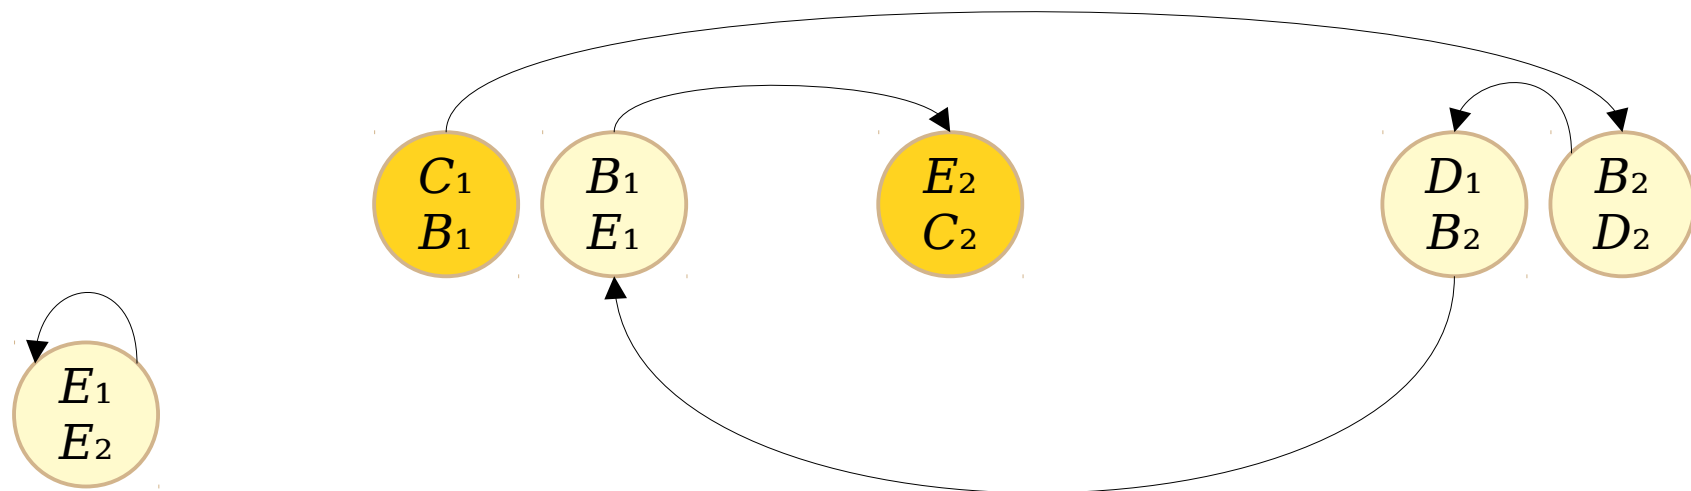 C₁
B₁
B₁
E₁
E₂
C₂
D₁
B₂
B₂
D₂
E₁
E₂